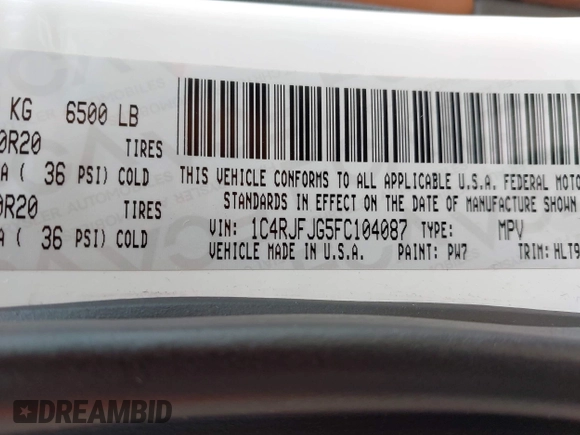 KG 6500 LB
0R20 TIRES
A ( 36 PSI) COLD
0R20 TIRES
A ( 36 PSI) COLD
THIS VEHICLE CONFORMS TO ALL APPLICABLE U.S.A. FEDERAL MOTO
STANDARDS IN EFFECT ON THE DATE OF MANUFACTURE SHOWN
VIN: 1C4RJFJG5FC104087 TYPE: MPV
VEHICLE MADE IN U.S.A. PAINT: PW7 TRIM: HLT9
DREAMBID